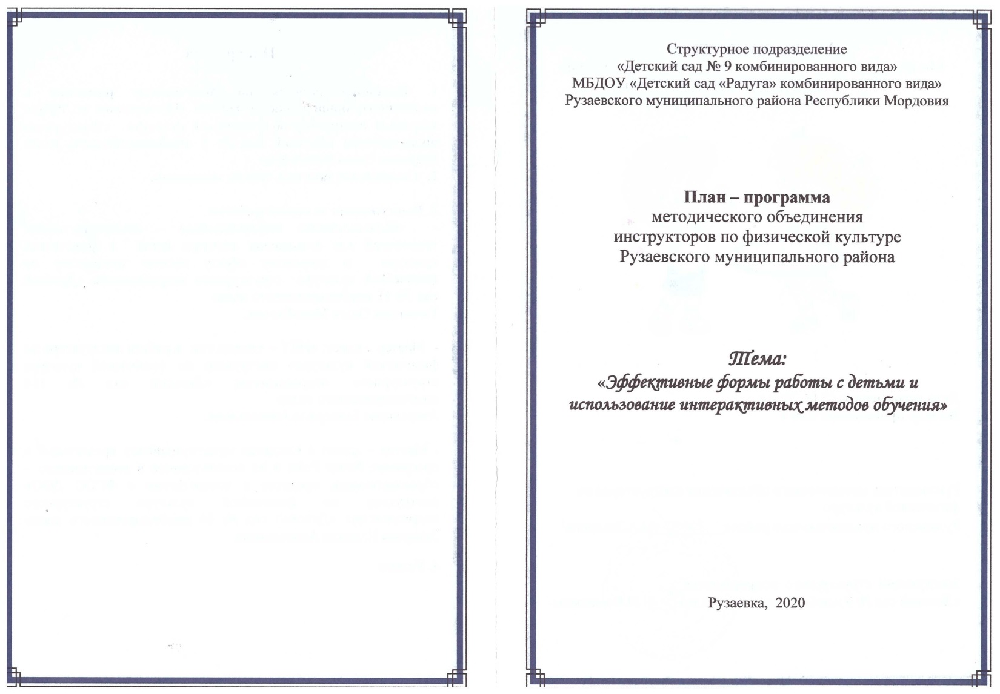 Структурное подразделение
«Детский сад № 9 комбинированного вида»
МБДОУ «Детский сад «Радуга» комбинированного вида»
Рузаевского муниципального района Республики Мордовия
План – программа
методического объединения
инструкторов по физической культуре
Рузаевского муниципального района
Тема:
«Эффективные формы работы с детьми и
использование интерактивных методов обучения»
Рузаевка, 2020